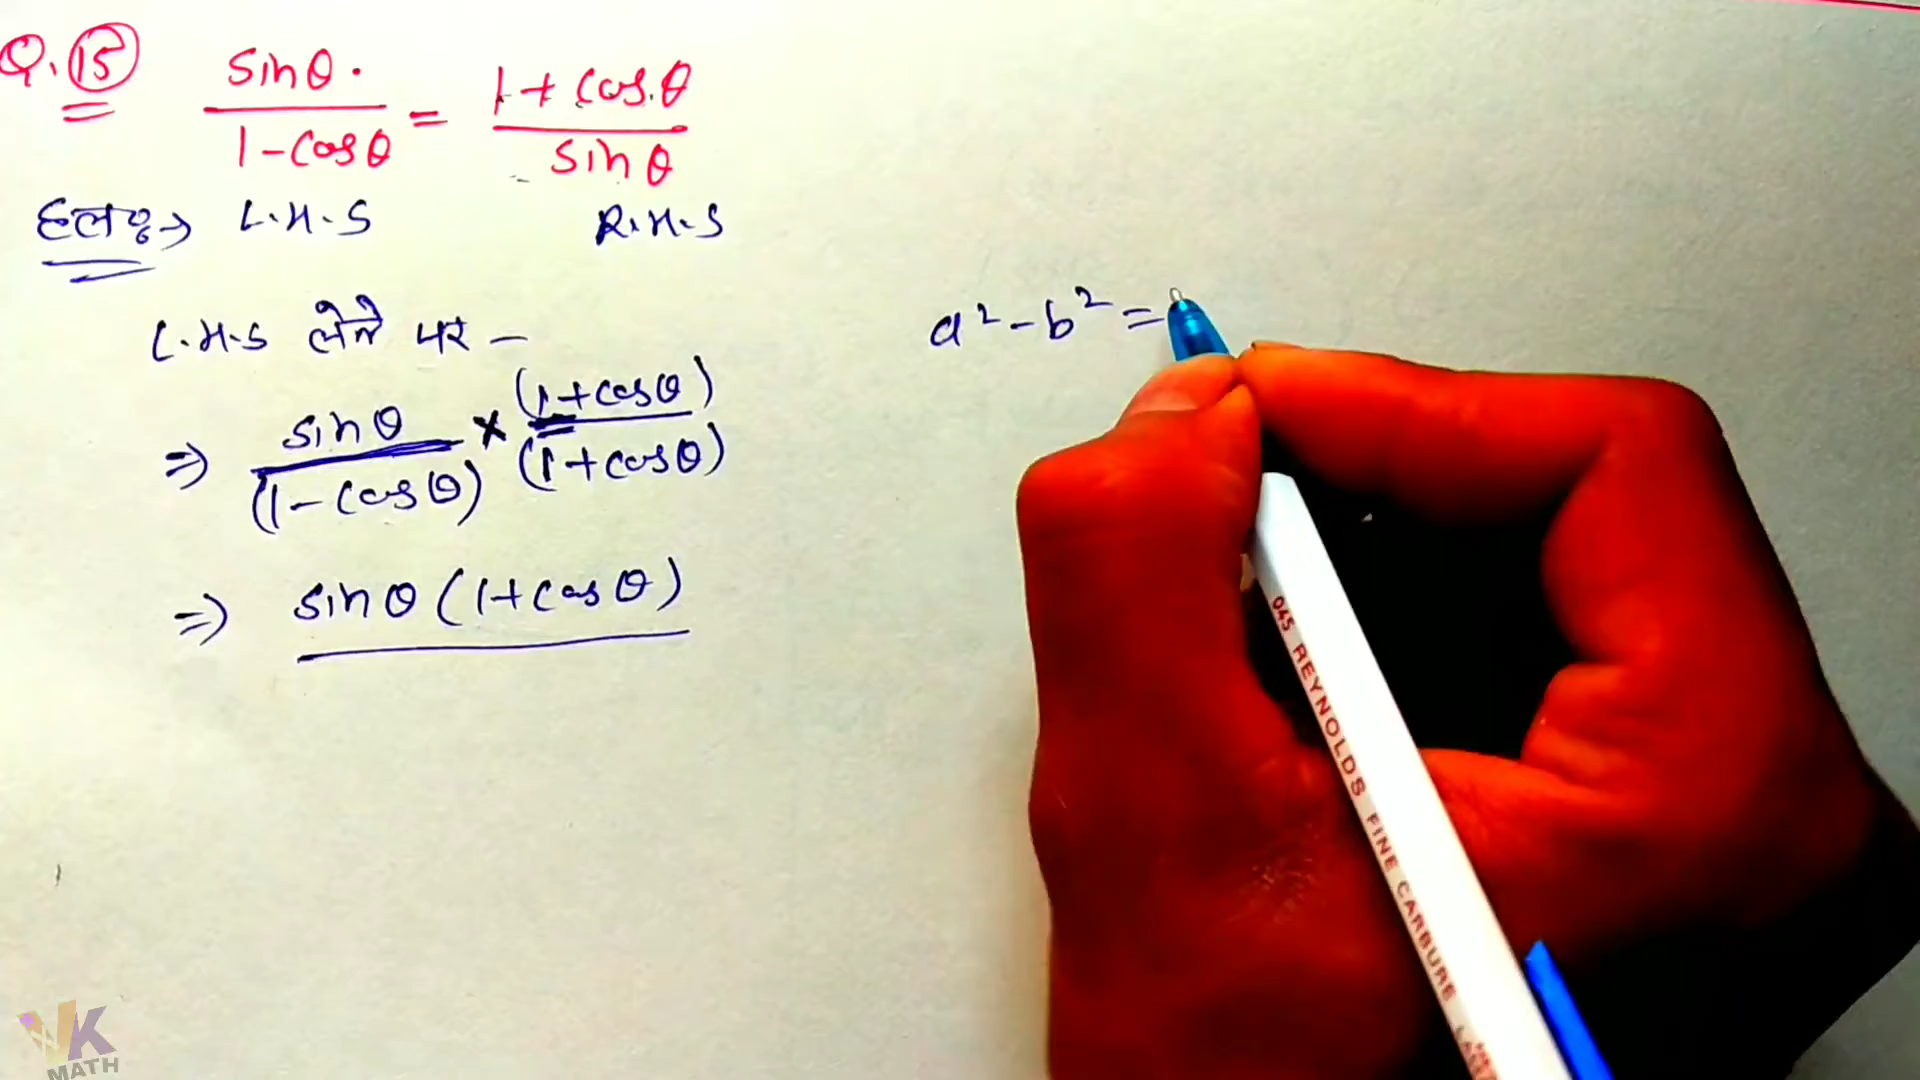 Q. 15 sinθ. / 1-cosθ = 1+cosθ / sinθ
हलः→ L.H.S R.H.S
L.H.S लेने पर -
⇒ sinθ / (1-cosθ) × (1+cosθ) / (1+cosθ)
⇒ sinθ(1+cosθ)
a²-b²=
045 REYNOLDS FINE CARBURE
VK
MATH